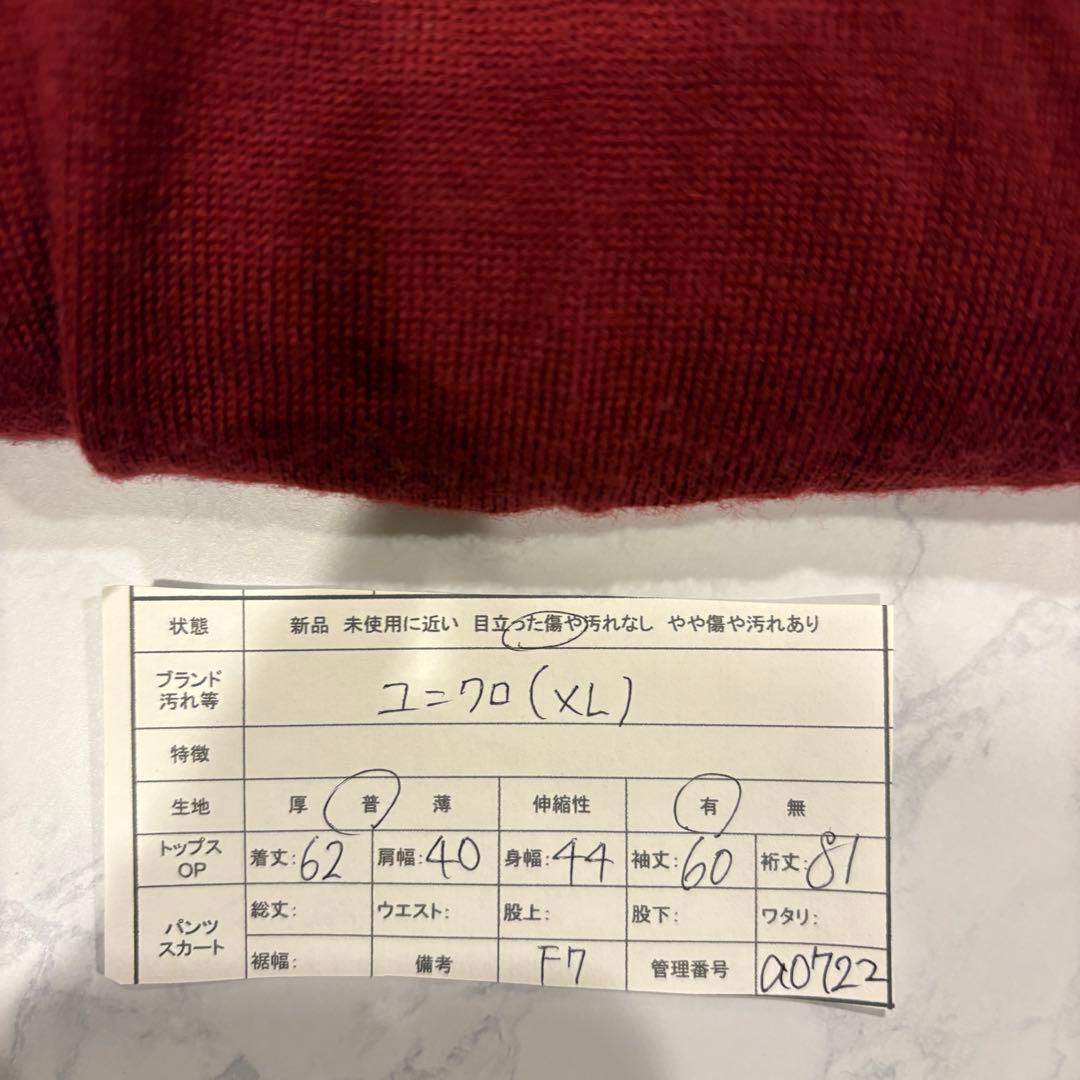 状態 新品 未使用に近い 目立った傷や汚れなし やや傷や汚れあり
ブランド
汚れ等
ユニクロ(XL)
特徴
生地 厚 普 薄 伸縮性 有 無
トップス
OP
着丈:62 肩幅:40 身幅:44 袖丈:60 裄丈:81
パンツ
スカート
総丈: ウエスト: 股上: 股下: ワタリ:
裾幅: 備考 F7 管理番号 a0722